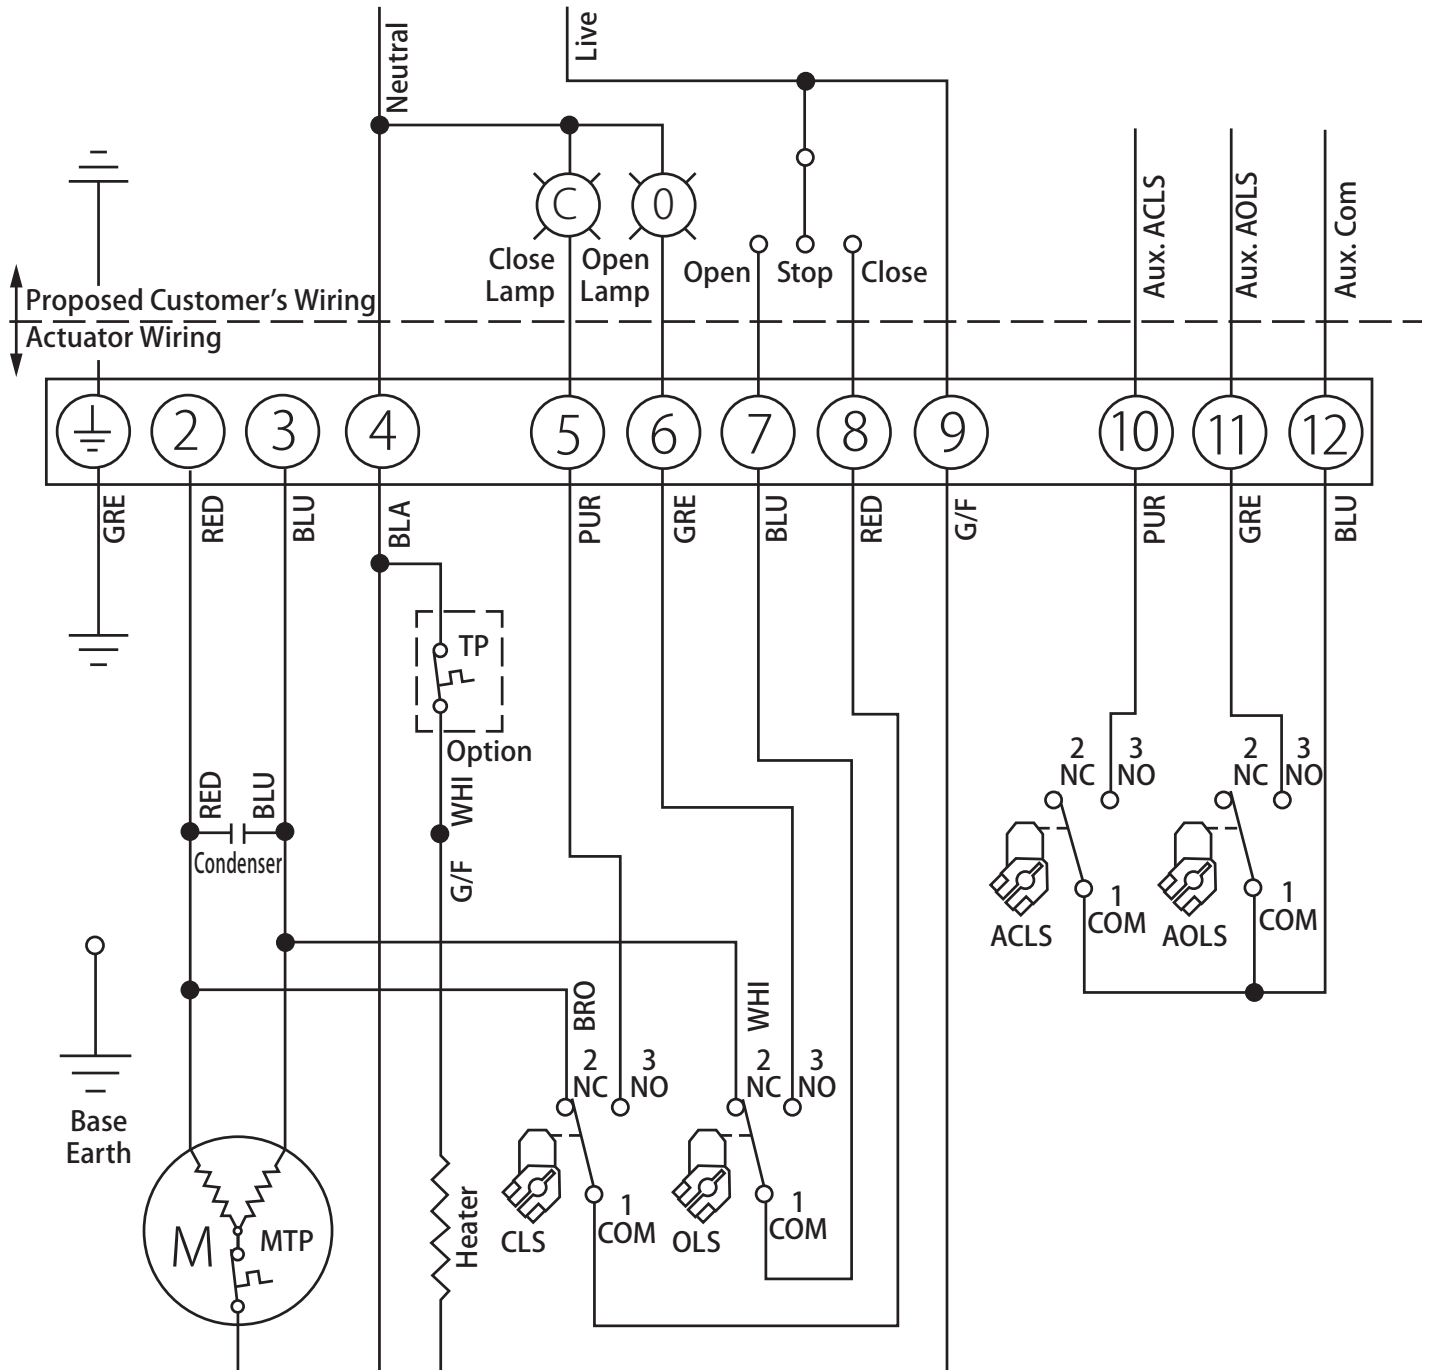 Neutral
Live
C
0
Close
Lamp
Open
Lamp
Open
Stop
Close
Aux. ACLS
Aux. AOLS
Aux. Com
Proposed Customer's Wiring
Actuator Wiring
2
3
4
5
6
7
8
9
10
11
12
GRE
RED
BLU
BLA
PUR
GRE
BLU
RED
G/F
PUR
GRE
BLU
TP
Option
WHI
G/F
RED
BLU
Condenser
2
NC
3
NO
2
NC
3
NO
1
COM
1
COM
ACLS
AOLS
Base
Earth
BRO
WHI
2
NC
3
NO
2
NC
3
NO
M
MTP
Heater
CLS
1
COM
OLS
1
COM